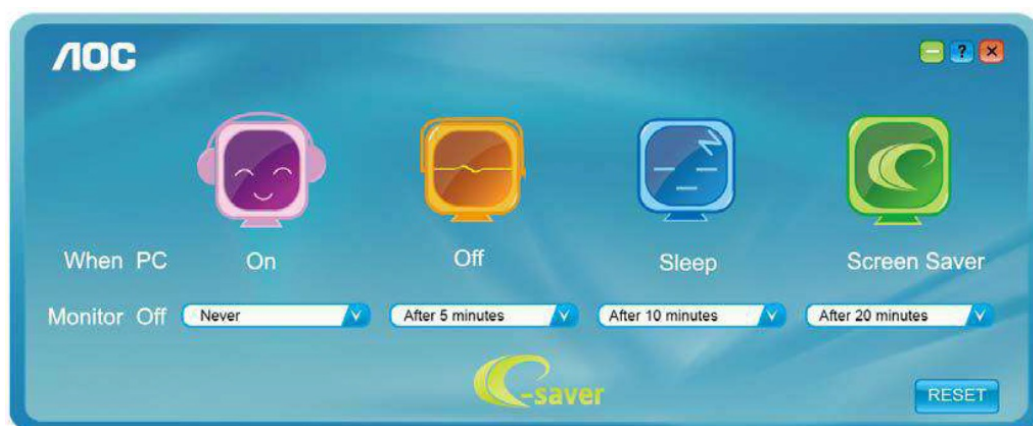 AOC
?
When PC On Off Sleep Screen Saver
Monitor Off Never After 5 minutes After 10 minutes After 20 minutes
e-saver
RESET